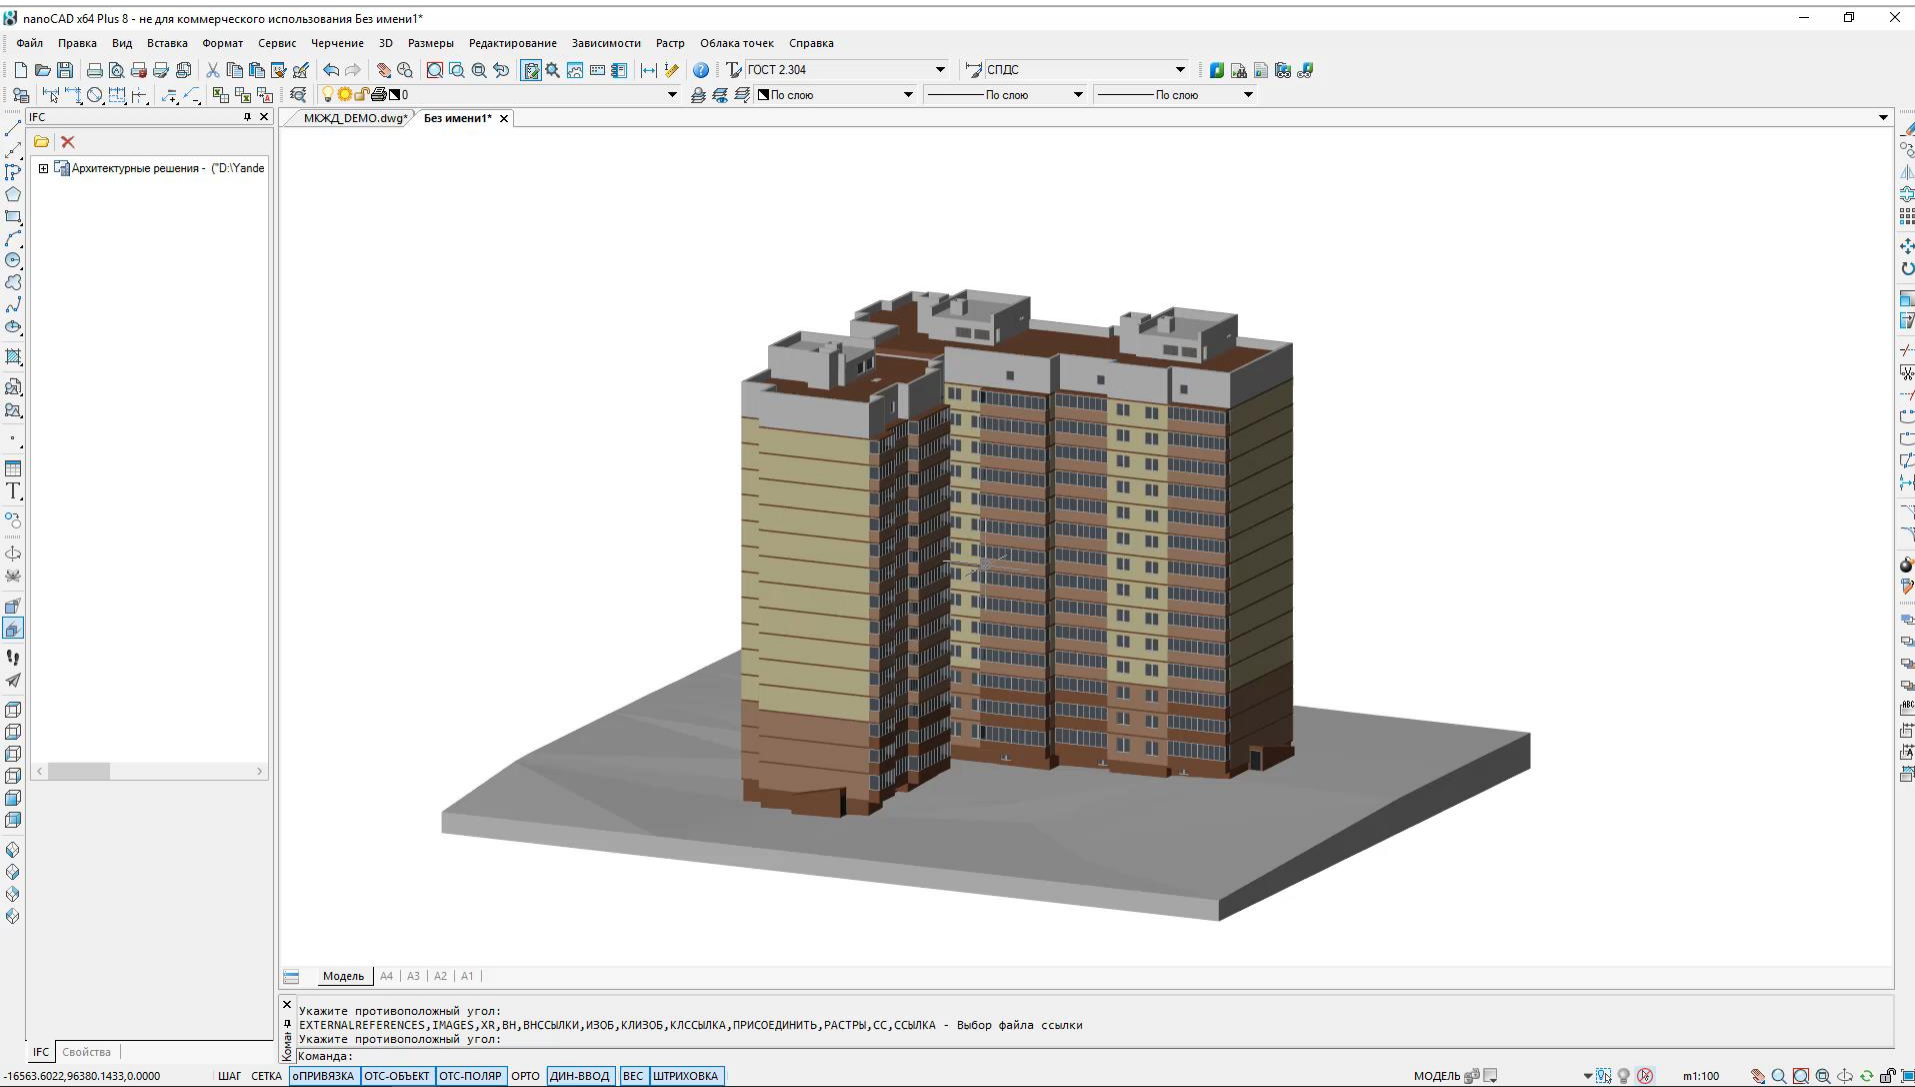 nanoCAD x64 Plus 8 - не для коммерческого использования Без имени1*
Файл Правка Вид Вставка Формат Сервис Черчение 3D Размеры Редактирование Зависимости Растр Облака точек Справка
ГОСТ 2.304 СПДС
0 По слою По слою По слою
IFC
МКЖД_DEMO.dwg* Без имени1*
Архитектурные решения - ("D:\Yande
Модель A4 A3 A2 A1
Укажите противоположный угол:
EXTERNALREFERENCES,IMAGES,XR,ВН,ВНССЫЛКИ,ИЗОБ,КЛИЗОБ,КЛССЫЛКА,ПРИСОЕДИНИТЬ,РАСТРЫ,СС,ССЫЛКА - Выбор файла ссылки
Укажите противоположный угол:
Команда:
Коман
IFC Свойства
-16563.6022,96380.1433,0.0000 ШАГ СЕТКА оПРИВЯЗКА ОТС-ОБЪЕКТ ОТС-ПОЛЯР ОРТО ДИН-ВВОД ВЕС ШТРИХОВКА МОДЕЛЬ m1:100